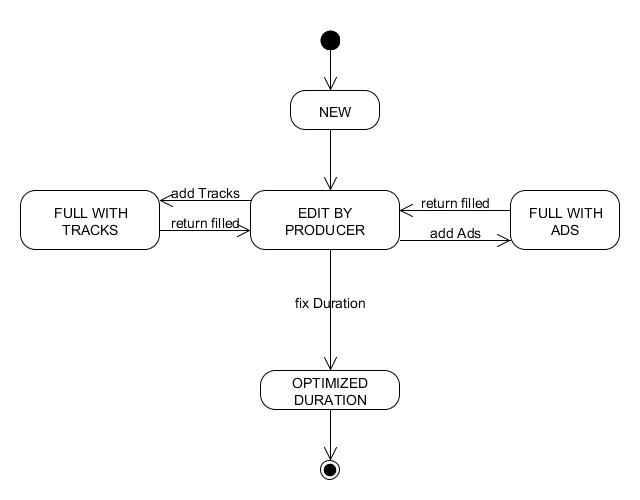 NEW
add Tracks
return filled
FULL WITH
TRACKS
return filled
EDIT BY
PRODUCER
FULL WITH
ADS
add Ads
fix Duration
OPTIMIZED
DURATION